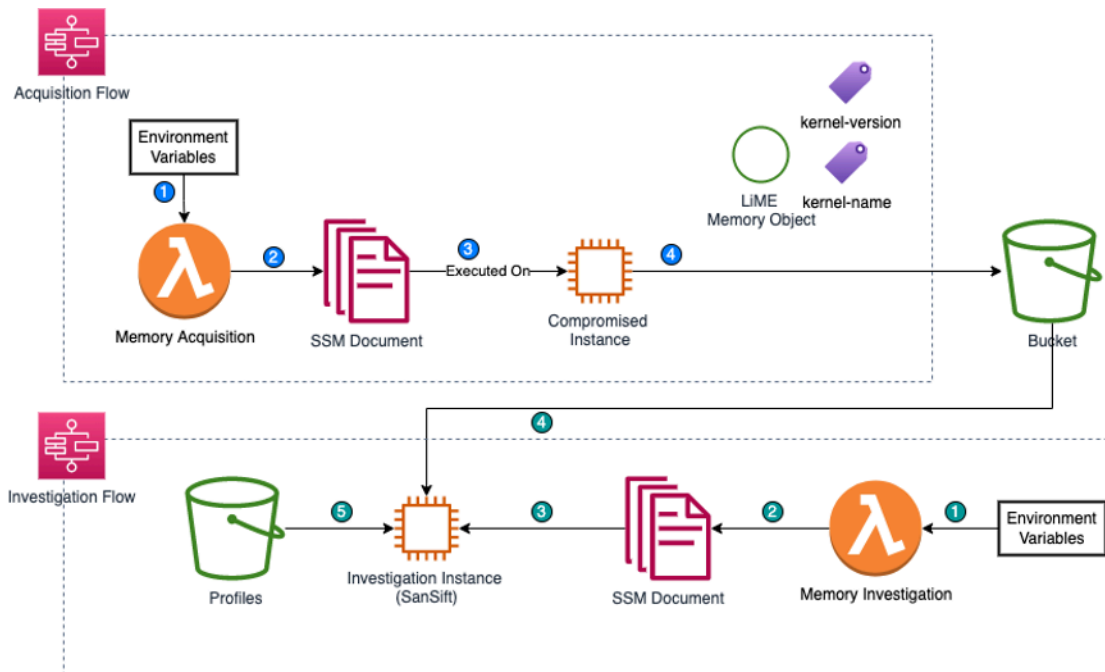 Acquisition Flow
Environment
Variables
kernel-version
kernel-name
LiME
Memory Object
1
2
3
4
Executed On
Memory Acquisition
SSM Document
Compromised
Instance
Bucket
4
Investigation Flow
5
3
2
1
Environment
Variables
Profiles
Investigation Instance
(SanSift)
SSM Document
Memory Investigation